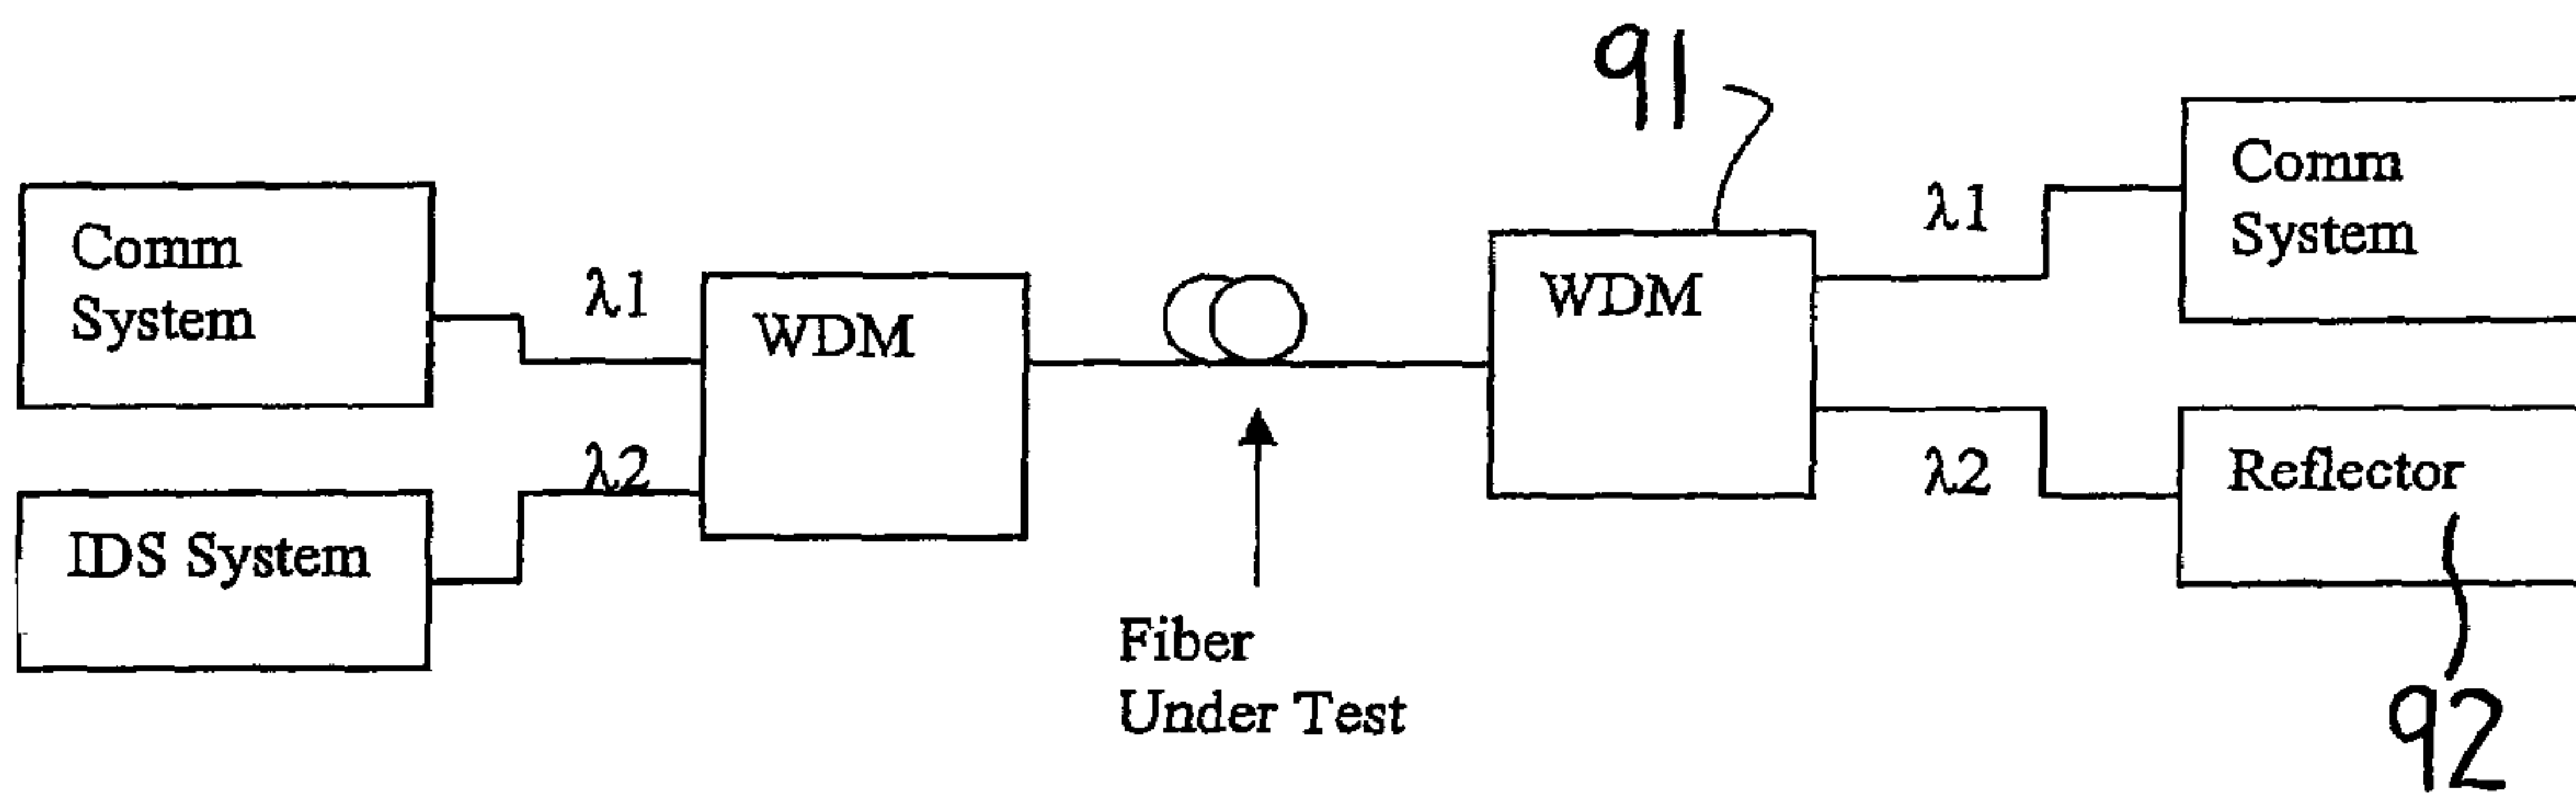 91
Comm
System
λ1
Comm
System
λ1
WDM
WDM
λ2
IDS System
λ2
Reflector
Fiber
Under Test
92